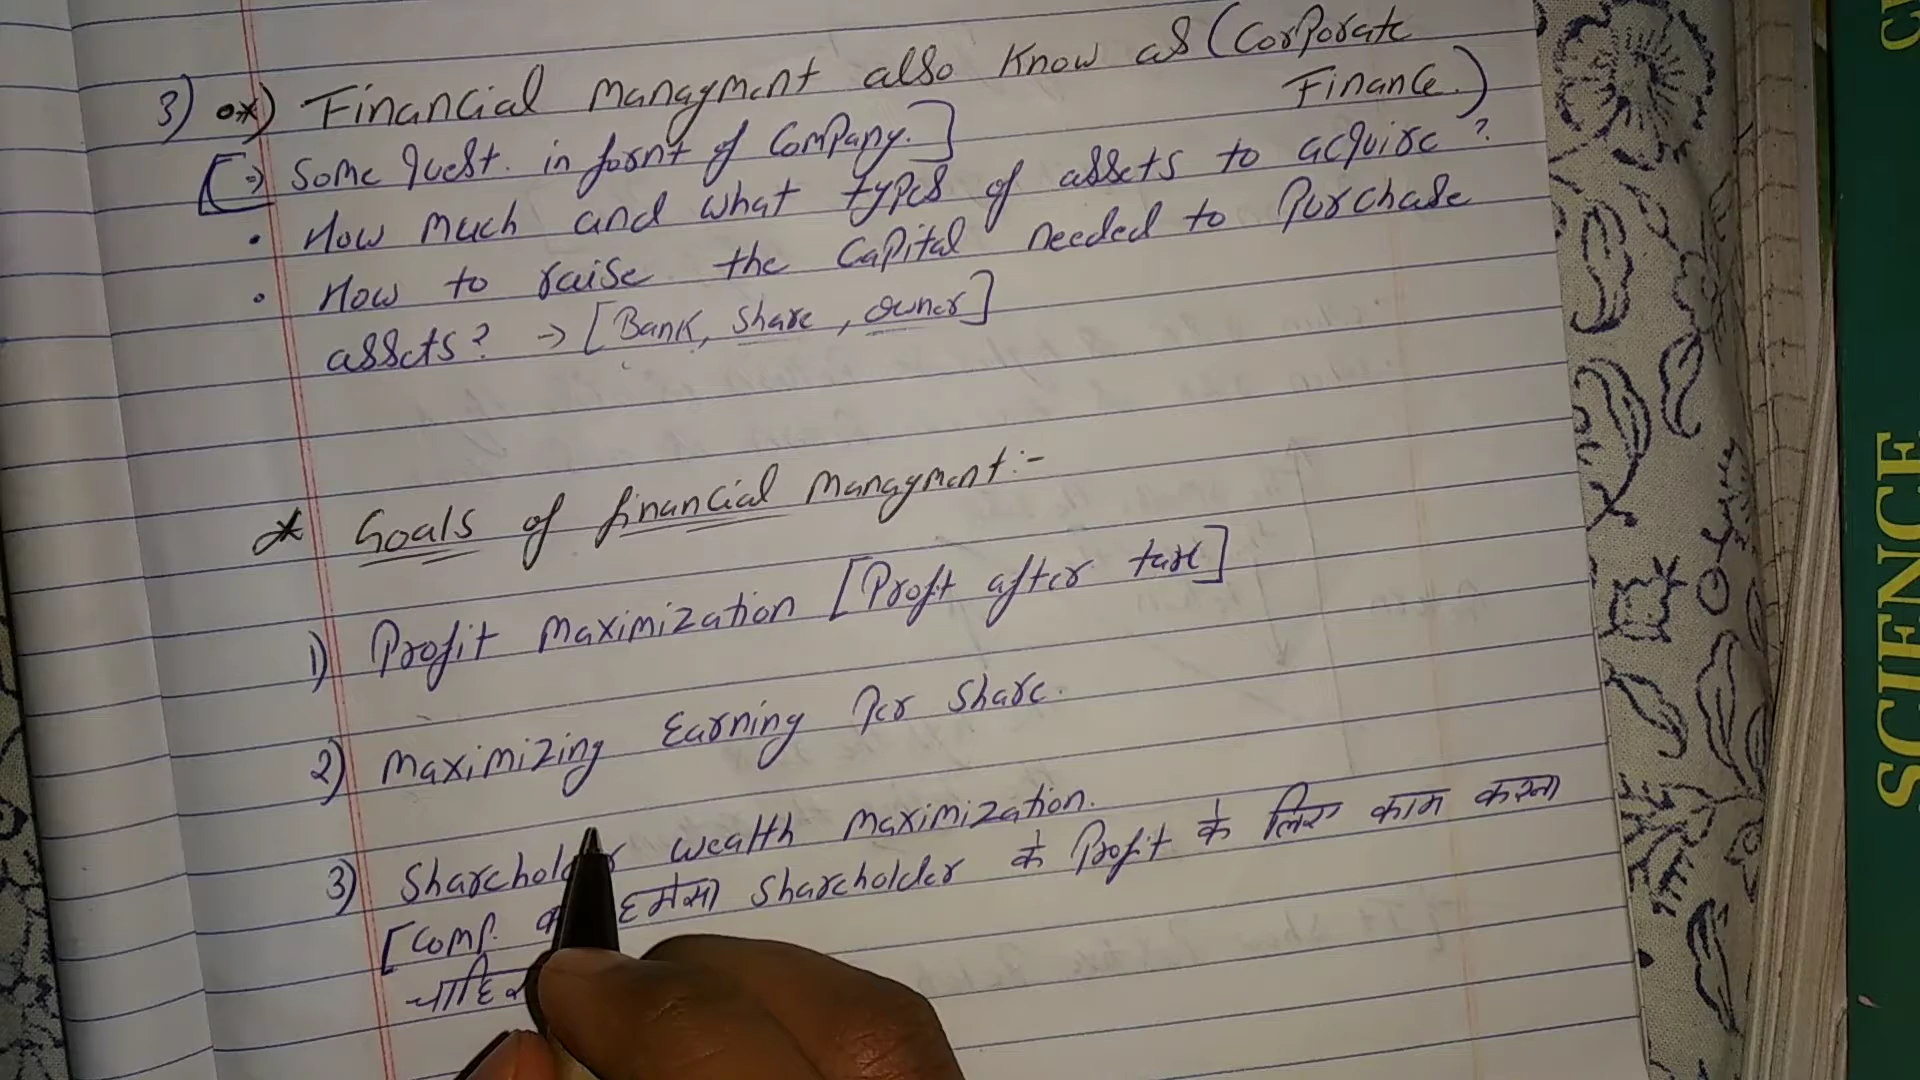 3) Financial Managment also Know as (Corporate
Finance.)
[→ Some Quest. in fornt of Company.]
• How much and what types of assets to acquire?
• How to raise the Capital needed to Purchase
assets? → [Bank, Share, owner]
* Goals of financial Managment:-
1) Profit Maximization [Profit after tax]
2) Maximizing Earning Per Share.
3) Shareholder wealth Maximization.
[Comp. हमेसा Shareholder के Profit के लिए काम करना
SCIENCE